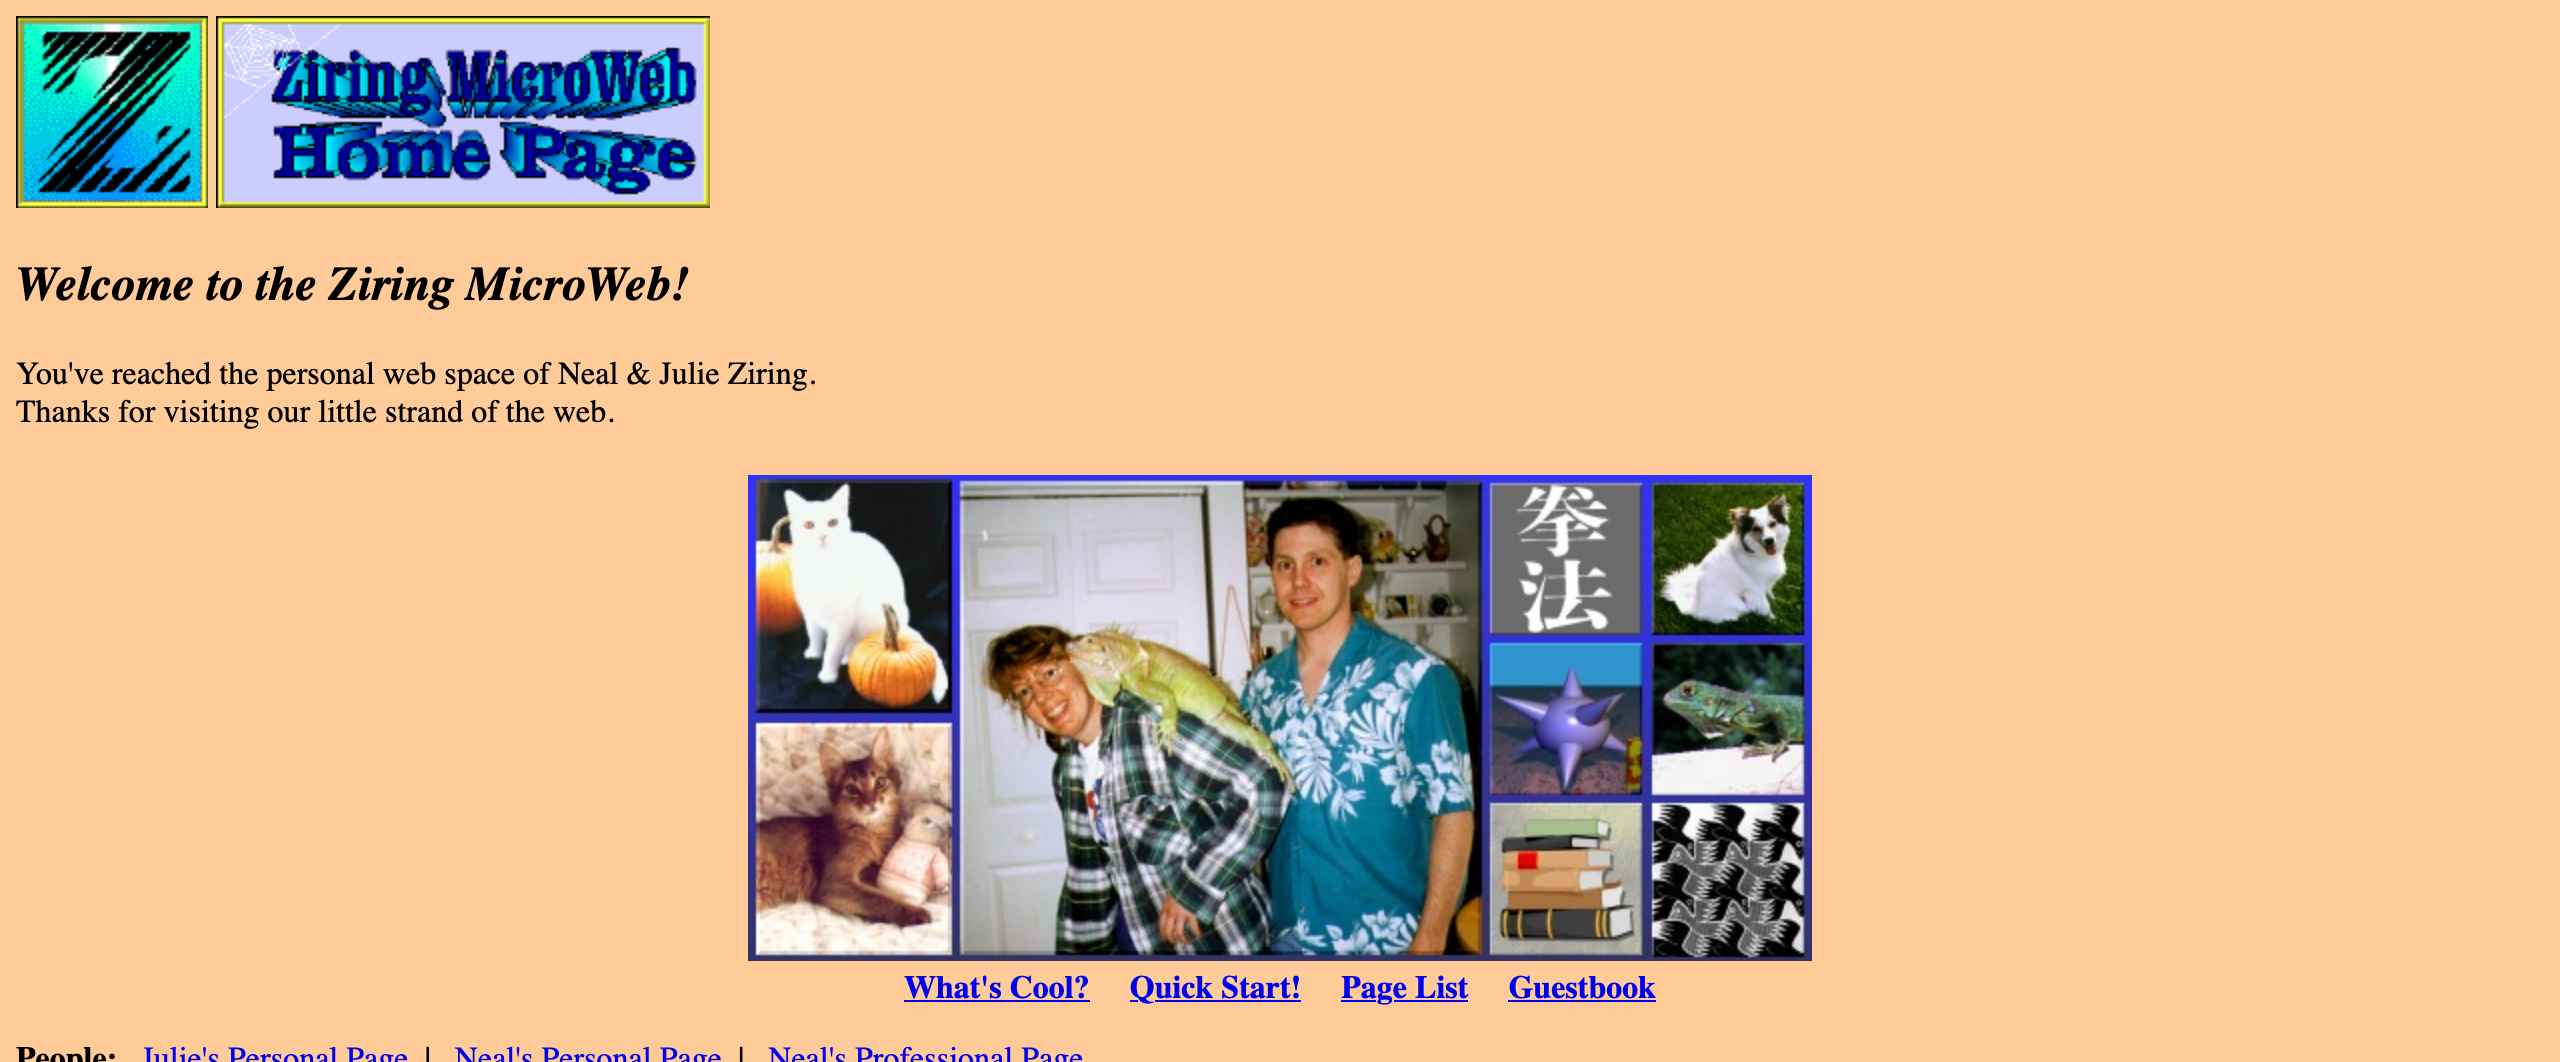 Z
Ziring MicroWeb
Home Page
Welcome to the Ziring MicroWeb!
You've reached the personal web space of Neal & Julie Ziring.
Thanks for visiting our little strand of the web.
拳
法
What's Cool? Quick Start! Page List Guestbook
People: Julie's Personal Page | Neal's Personal Page | Neal's Professional Page